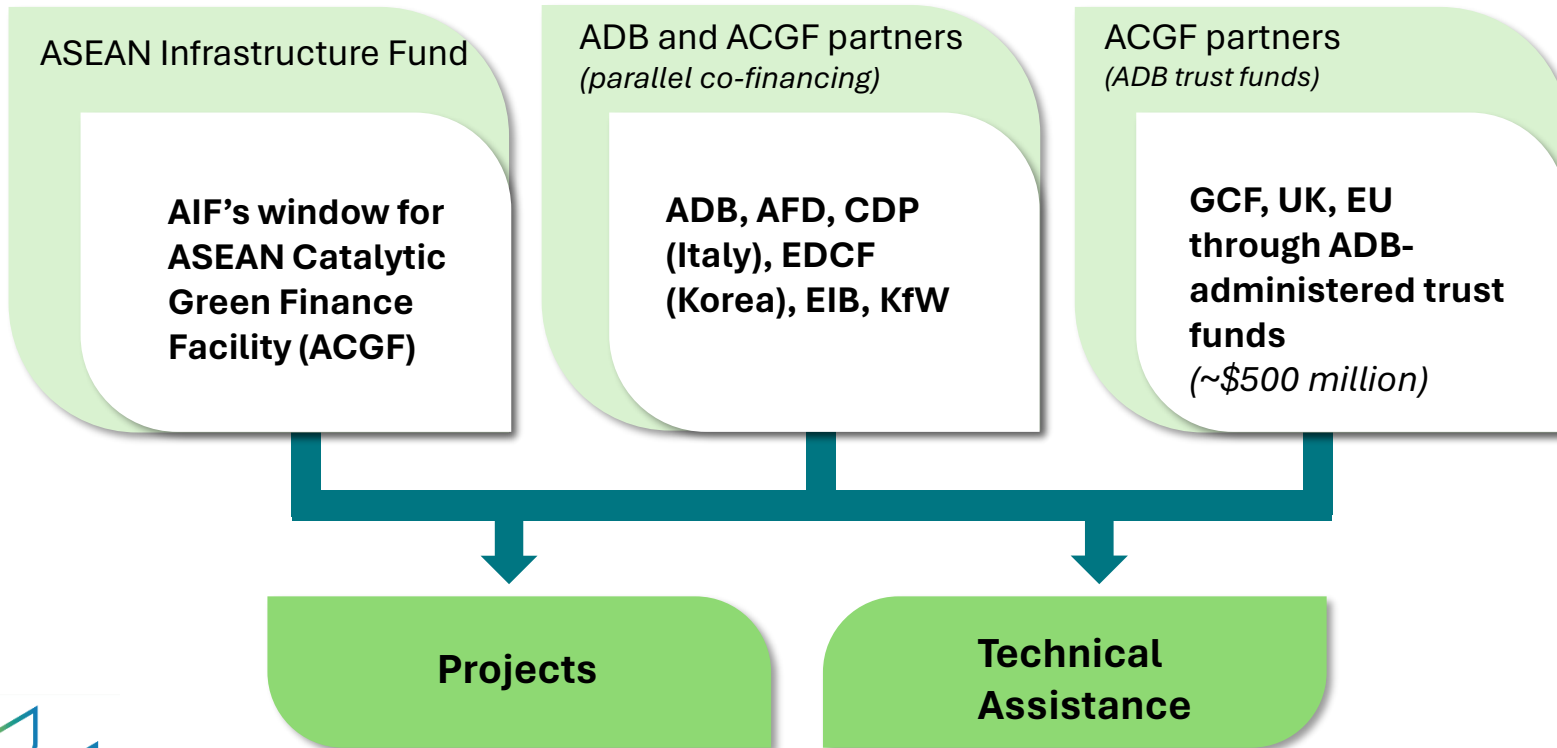 ASEAN Infrastructure Fund
AIF’s window for
ASEAN Catalytic
Green Finance
Facility (ACGF)
ADB and ACGF partners
(parallel co-financing)
ADB, AFD, CDP
(Italy), EDCF
(Korea), EIB, KfW
ACGF partners
(ADB trust funds)
GCF, UK, EU
through ADB-
administered trust
funds
(~$500 million)
Projects
Technical
Assistance